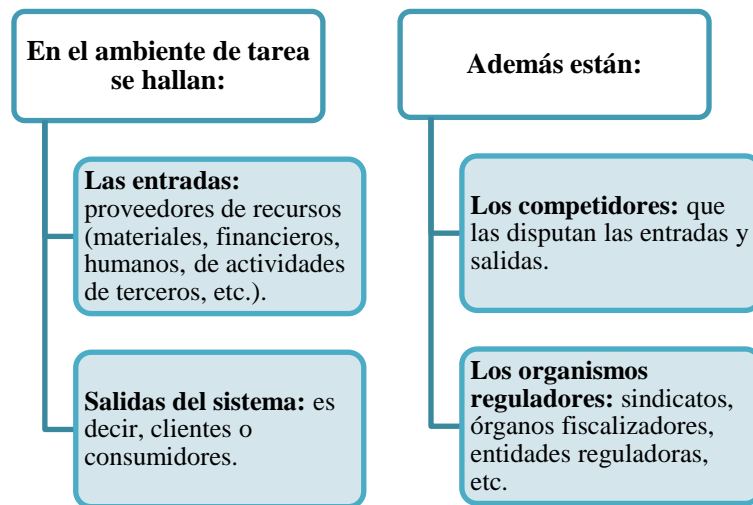 En el ambiente de tarea
se hallan:
Las entradas:
proveedores de recursos
(materiales, financieros,
humanos, de actividades
de terceros, etc.).
Salidas del sistema: es
decir, clientes o
consumidores.
Además están:
Los competidores: que
las disputan las entradas y
salidas.
Los organismos
reguladores: sindicatos,
órganos fiscalizadores,
entidades reguladoras,
etc.